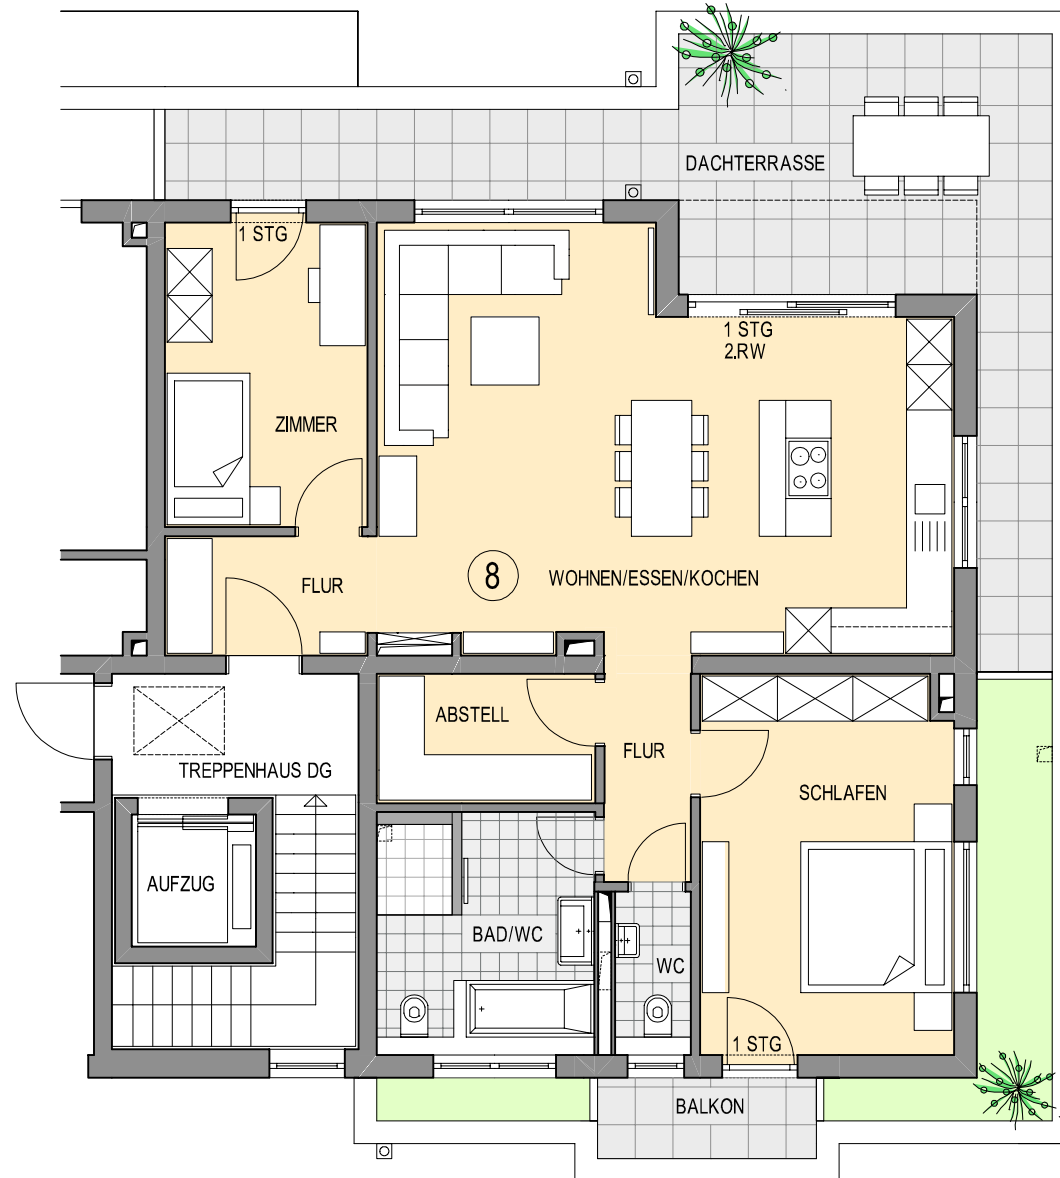 DACHTERRASSE
1 STG
1 STG
2.RW
ZIMMER
FLUR
8
WOHNEN/ESSEN/KOCHEN
ABSTELL
FLUR
TREPPENHAUS DG
SCHLAFEN
AUFZUG
BAD/WC
WC
1 STG
BALKON